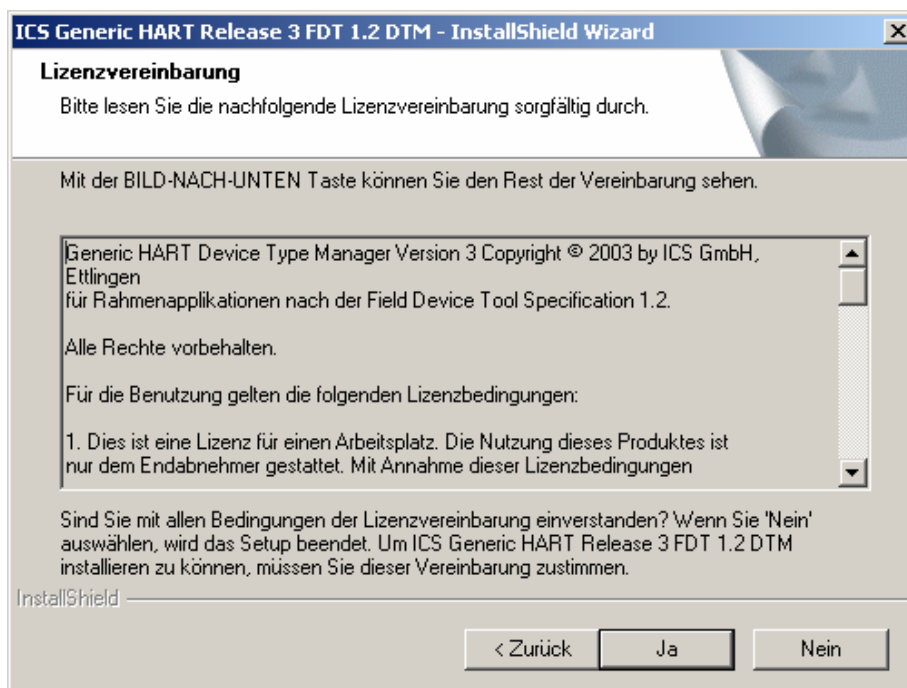 ICS Generic HART Release 3 FDT 1.2 DTM - InstallShield Wizard
Lizenzvereinbarung
Bitte lesen Sie die nachfolgende Lizenzvereinbarung sorgfältig durch.
Mit der BILD-NACH-UNTEN Taste können Sie den Rest der Vereinbarung sehen.
Generic HART Device Type Manager Version 3 Copyright © 2003 by ICS GmbH,
Ettlingen
für Rahmenapplikationen nach der Field Device Tool Specification 1.2.
Alle Rechte vorbehalten.
Für die Benutzung gelten die folgenden Lizenzbedingungen:
1. Dies ist eine Lizenz für einen Arbeitsplatz. Die Nutzung dieses Produktes ist
nur dem Endabnehmer gestattet. Mit Annahme dieser Lizenzbedingungen
Sind Sie mit allen Bedingungen der Lizenzvereinbarung einverstanden? Wenn Sie 'Nein'
auswählen, wird das Setup beendet. Um ICS Generic HART Release 3 FDT 1.2 DTM
installieren zu können, müssen Sie dieser Vereinbarung zustimmen.
InstallShield
< Zurück
Ja
Nein